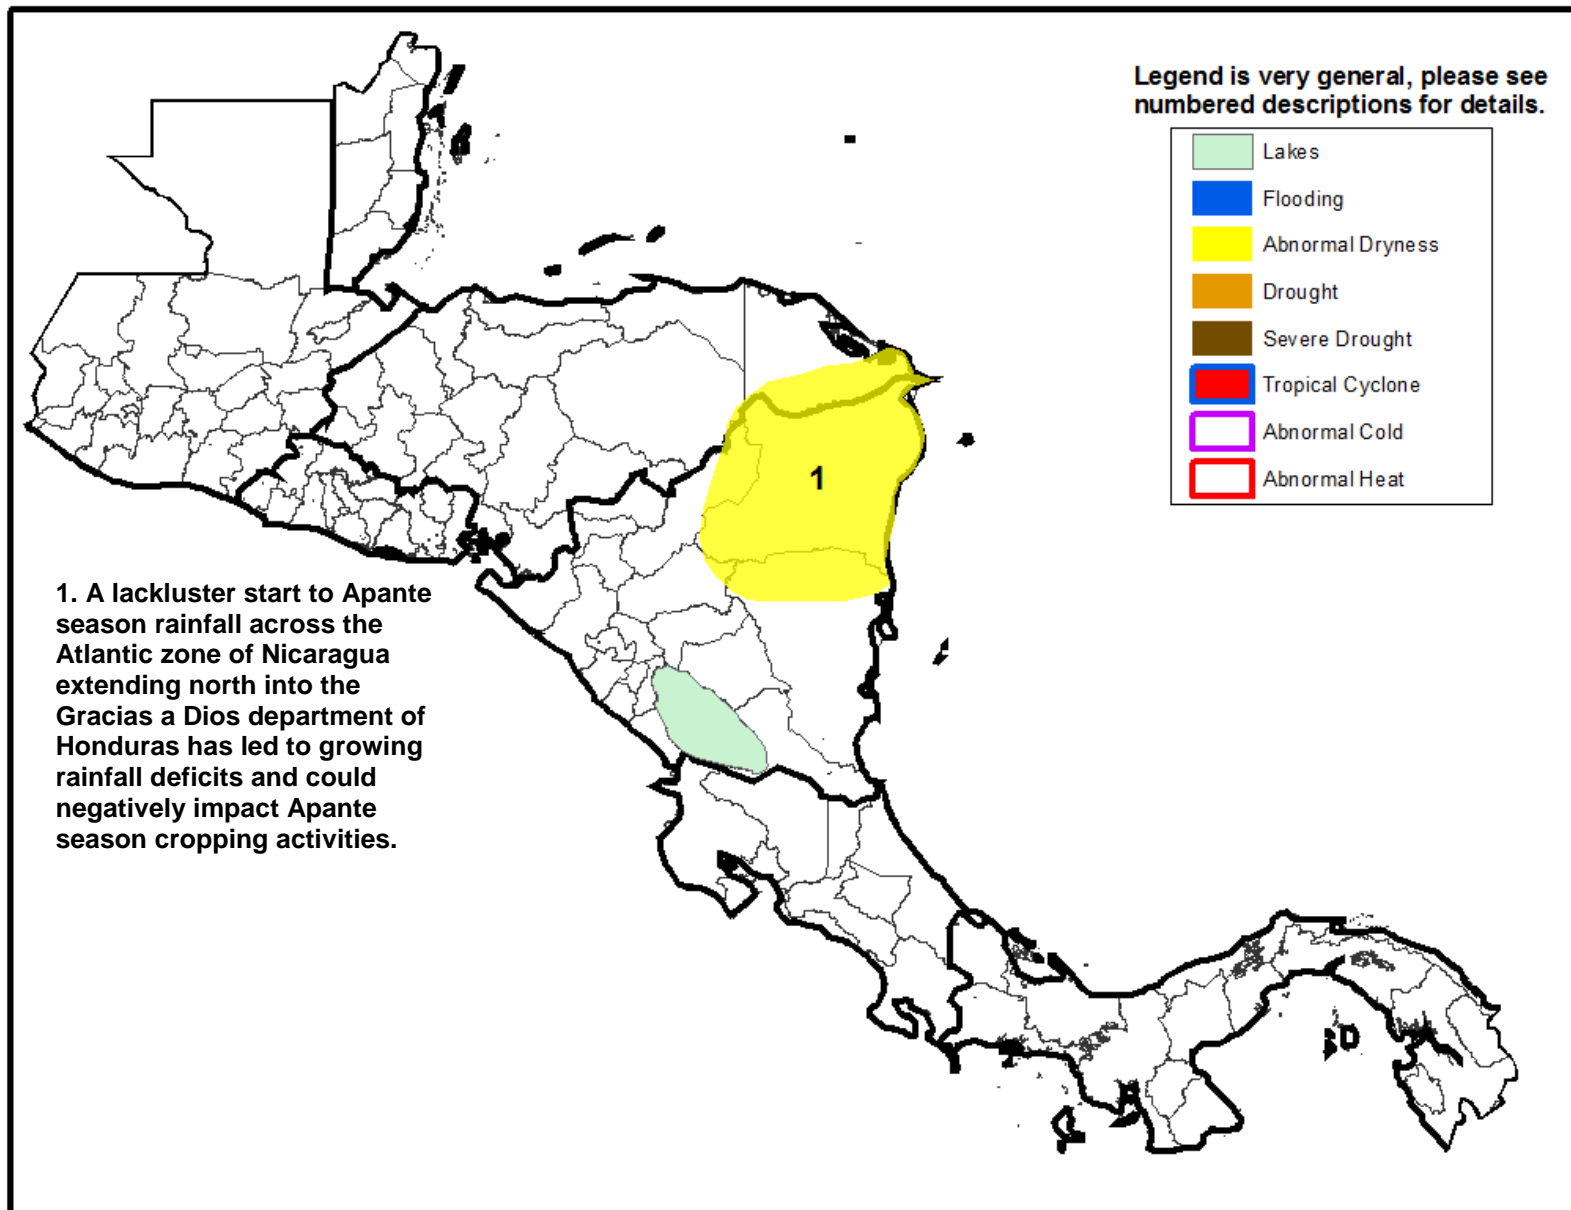 Legend is very general, please see
numbered descriptions for details.
Lakes
Flooding
Abnormal Dryness
Drought
Severe Drought
Tropical Cyclone
Abnormal Cold
Abnormal Heat
1
1. A lackluster start to Apante
season rainfall across the
Atlantic zone of Nicaragua
extending north into the
Gracias a Dios department of
Honduras has led to growing
rainfall deficits and could
negatively impact Apante
season cropping activities.